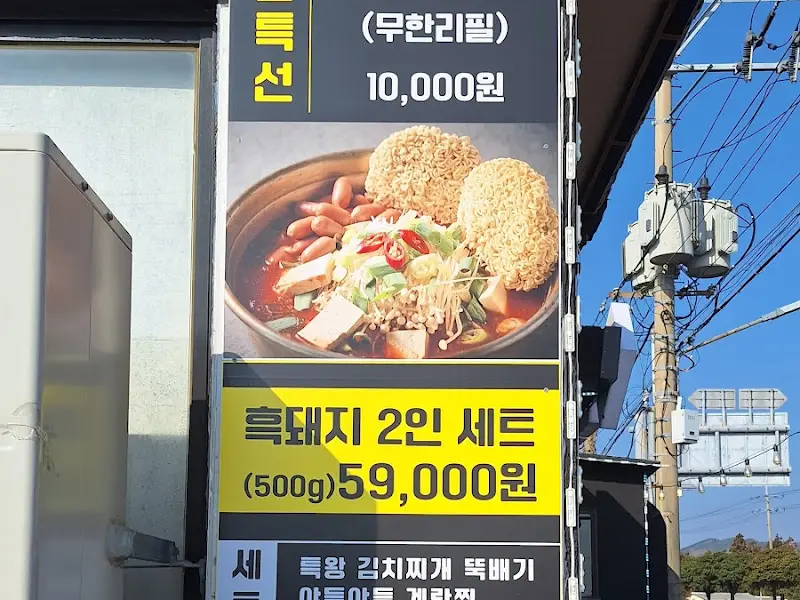 특선
(무한리필)
10,000원
흑돼지 2인 세트
(500g)59,000원
세
특왕 김치찌개 뚝배기